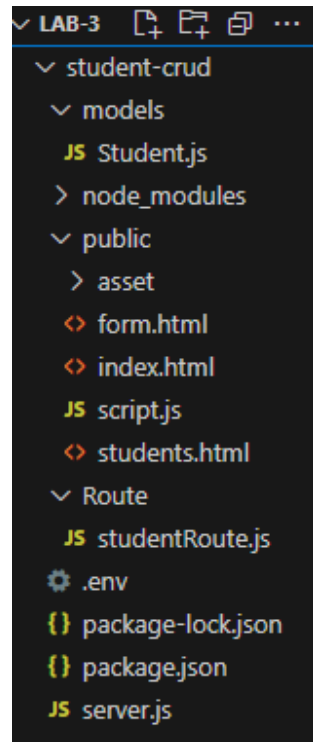 LAB-3
student-crud
models
JS Student.js
node_modules
public
asset
<> form.html
<> index.html
JS script.js
<> students.html
Route
JS studentRoute.js
.env
{} package-lock.json
{} package.json
JS server.js